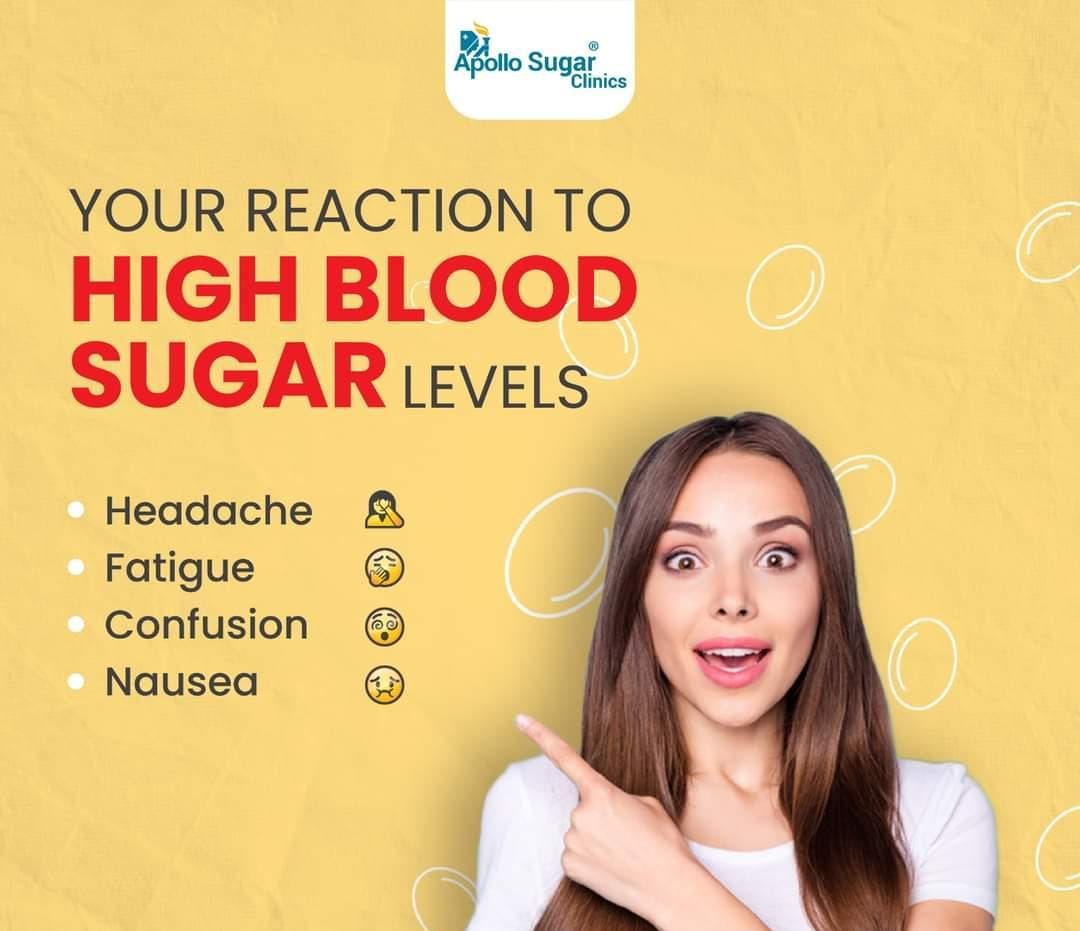 Apollo Sugar®
Clinics
YOUR REACTION TO
HIGH BLOOD
SUGAR LEVELS
• Headache
• Fatigue
• Confusion
• Nausea